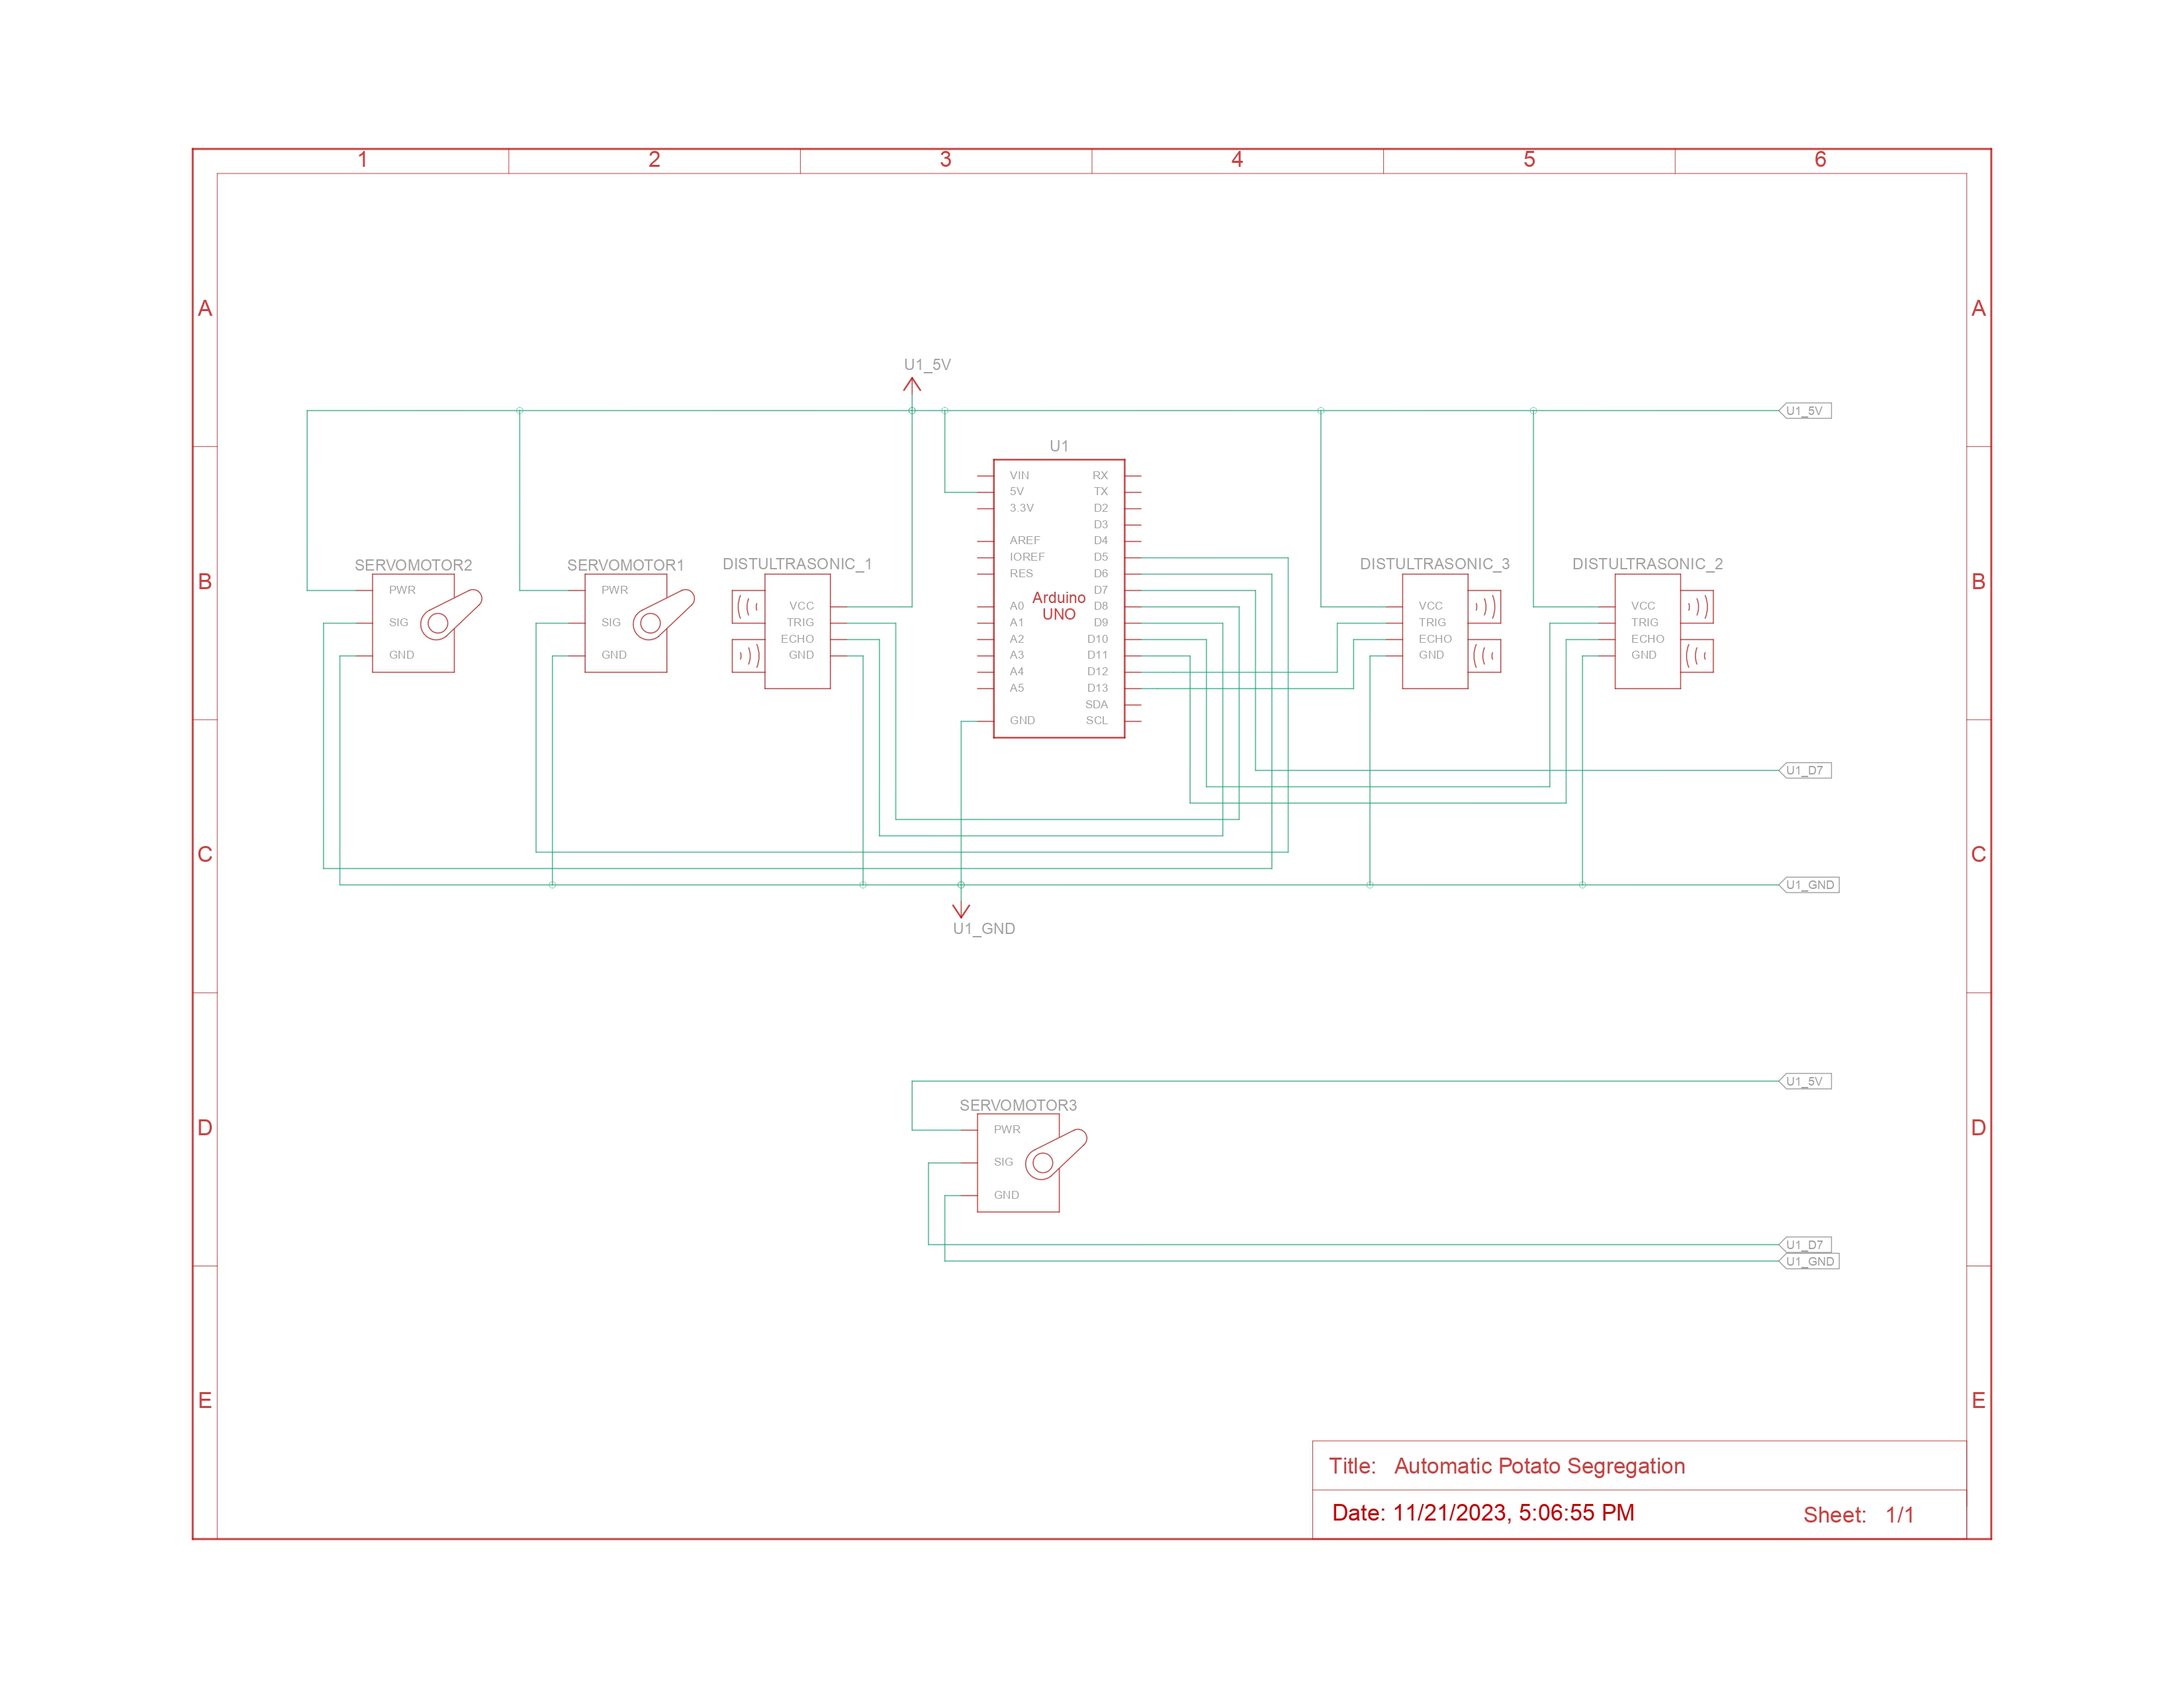 1 2 3 4 5 6
A A
U1_5V
U1_5V
U1
VIN RX
5V TX
3.3V D2
D3
AREF D4
IOREF D5
RES D6
D7
A0 D8
A1 D9
A2 D10
A3 D11
A4 D12
A5 D13
SDA
GND SCL
Arduino
UNO
B B
SERVOMOTOR2
PWR
SIG
GND
SERVOMOTOR1
PWR
SIG
GND
DISTULTRASONIC_1
VCC
TRIG
ECHO
GND
DISTULTRASONIC_3
VCC
TRIG
ECHO
GND
DISTULTRASONIC_2
VCC
TRIG
ECHO
GND
U1_D7
C C
U1_GND
U1_GND
U1_5V
SERVOMOTOR3
D D
PWR
SIG
GND
U1_D7
U1_GND
E E
Title: Automatic Potato Segregation
Date: 11/21/2023, 5:06:55 PM Sheet: 1/1